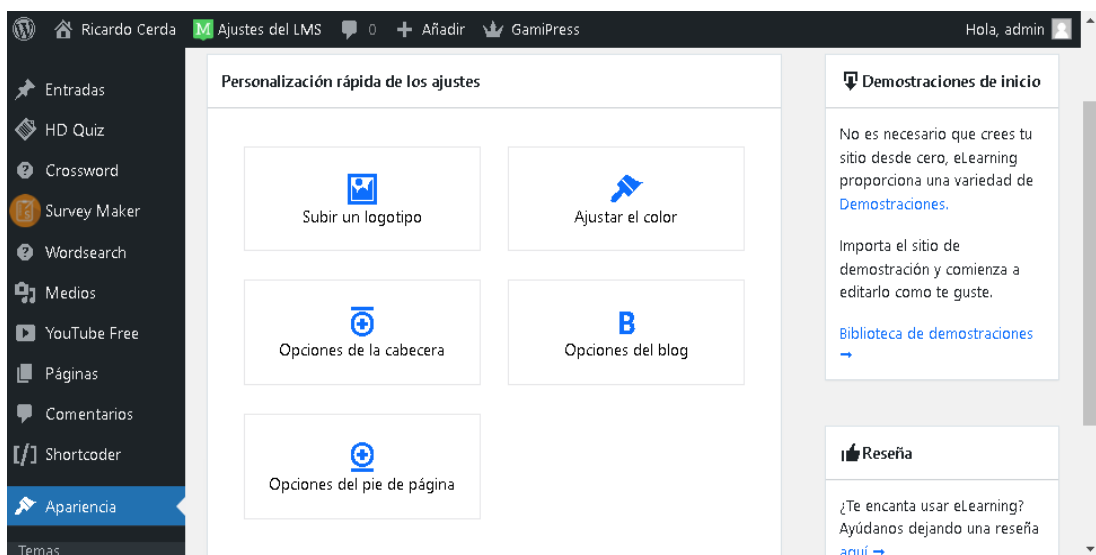 Ricardo Cerda M Ajustes del LMS 0 Añadir GamiPress Hola, admin
Entradas
HD Quiz
Crossword
Survey Maker
Wordsearch
Medios
YouTube Free
Páginas
Comentarios
[/] Shortcoder
Apariencia
Temas
Personalización rápida de los ajustes
Subir un logotipo
Ajustar el color
Opciones de la cabecera
B
Opciones del blog
Opciones del pie de página
Demostraciones de inicio
No es necesario que crees tu
sitio desde cero, eLearning
proporciona una variedad de
Demostraciones.
Importa el sitio de
demostración y comienza a
editarlo como te guste.
Biblioteca de demostraciones
→
Reseña
¿Te encanta usar eLearning?
Ayúdanos dejando una reseña
aquí →